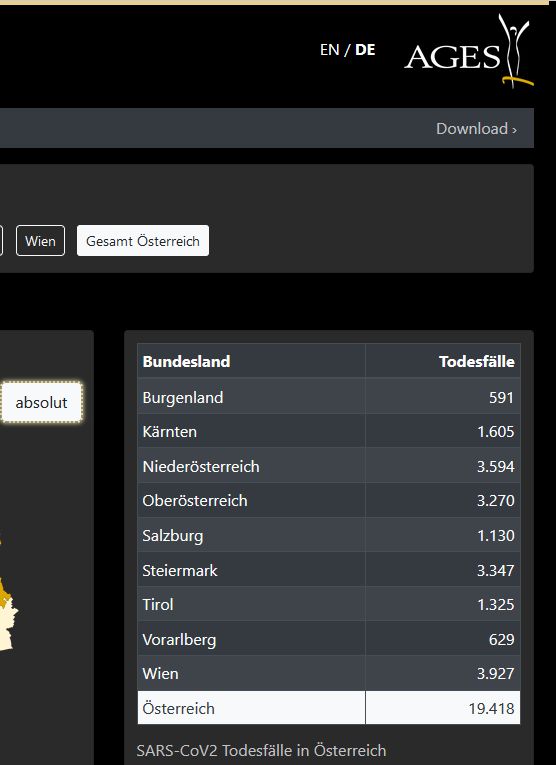 EN / DE
AGES
Download ›
Wien
Gesamt Österreich
absolut
Bundesland Todesfälle
Burgenland 591
Kärnten 1.605
Niederösterreich 3.594
Oberösterreich 3.270
Salzburg 1.130
Steiermark 3.347
Tirol 1.325
Vorarlberg 629
Wien 3.927
Österreich 19.418
SARS-CoV2 Todesfälle in Österreich